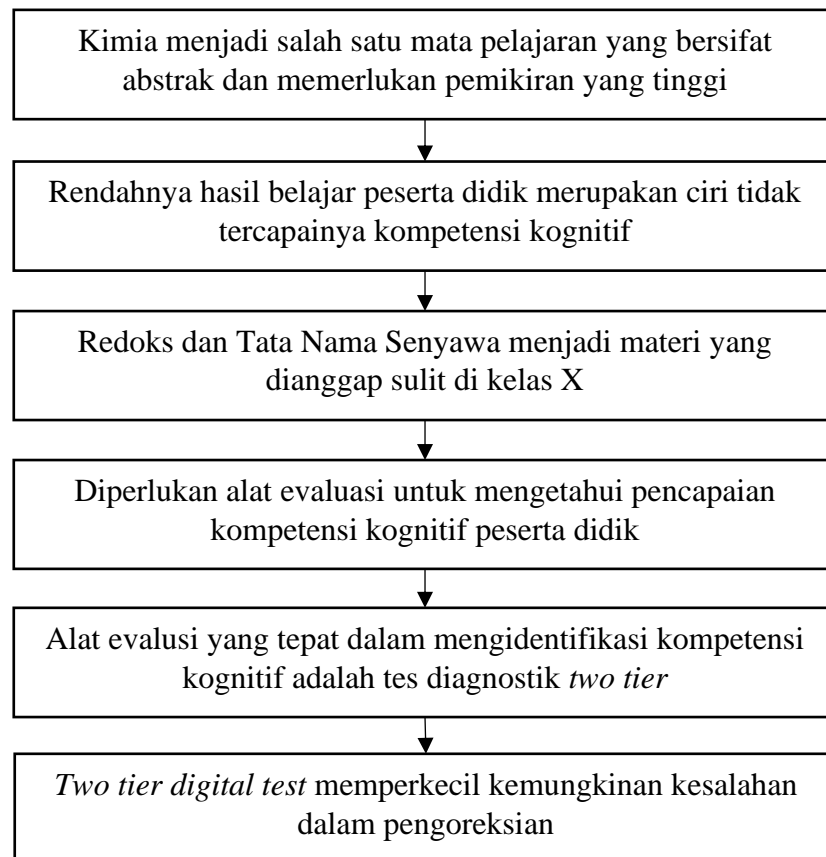 Kimia menjadi salah satu mata pelajaran yang bersifat
abstrak dan memerlukan pemikiran yang tinggi
Rendahnya hasil belajar peserta didik merupakan ciri tidak
tercapainya kompetensi kognitif
Redoks dan Tata Nama Senyawa menjadi materi yang
dianggap sulit di kelas X
Diperlukan alat evaluasi untuk mengetahui pencapaian
kompetensi kognitif peserta didik
Alat evalusi yang tepat dalam mengidentifikasi kompetensi
kognitif adalah tes diagnostik two tier
Two tier digital test memperkecil kemungkinan kesalahan
dalam pengoreksian